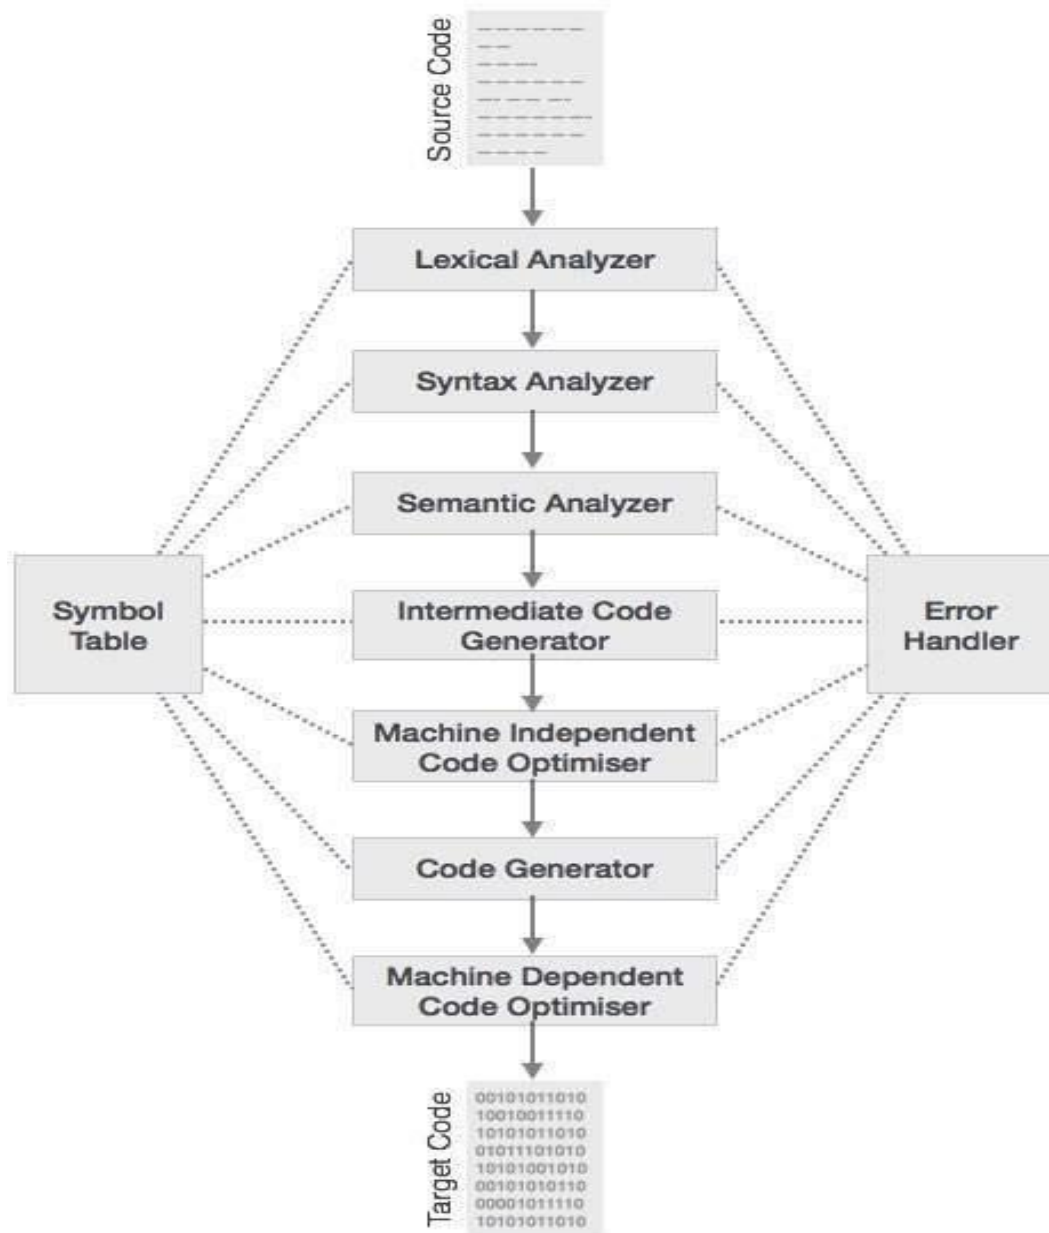 Source Code
Lexical Analyzer
Syntax Analyzer
Semantic Analyzer
Symbol
Table
Intermediate Code
Generator
Error
Handler
Machine Independent
Code Optimiser
Code Generator
Machine Dependent
Code Optimiser
Target Code
00101011010
10010011110
10101011010
01011101010
10101001010
00101010110
00001011110
10101011010